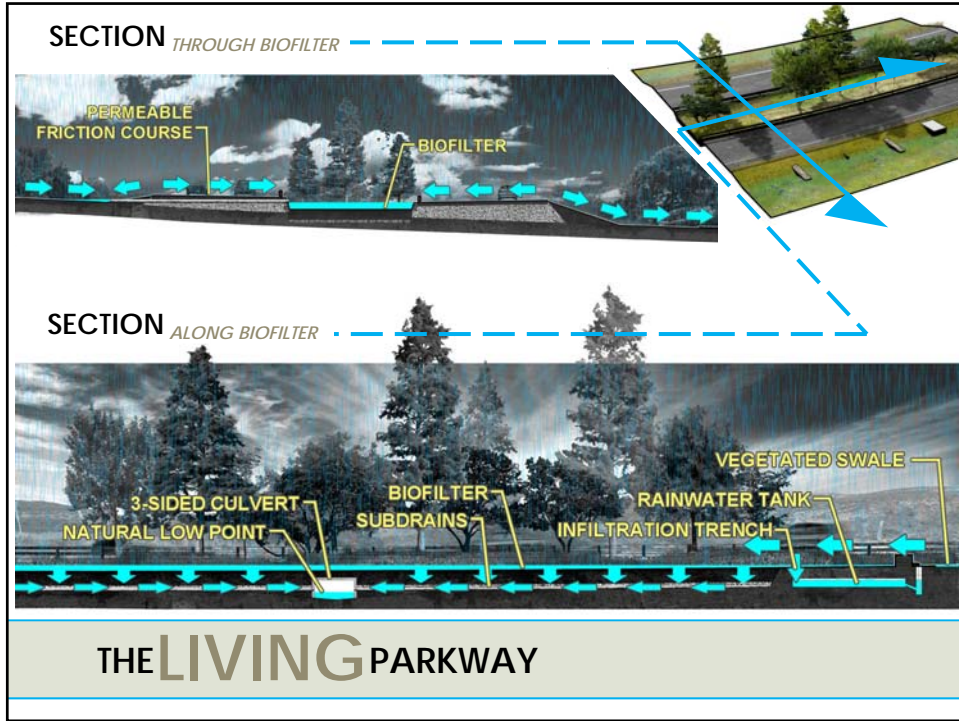 SECTION THROUGH BIOFILTER
PERMEABLE
FRICTION COURSE
BIOFILTER
SECTION ALONG BIOFILTER
VEGETATED SWALE
BIOFILTER
3-SIDED CULVERT
RAINWATER TANK
SUBDRAINS
NATURAL LOW POINT
INFILTRATION TRENCH
THE LIVING PARKWAY